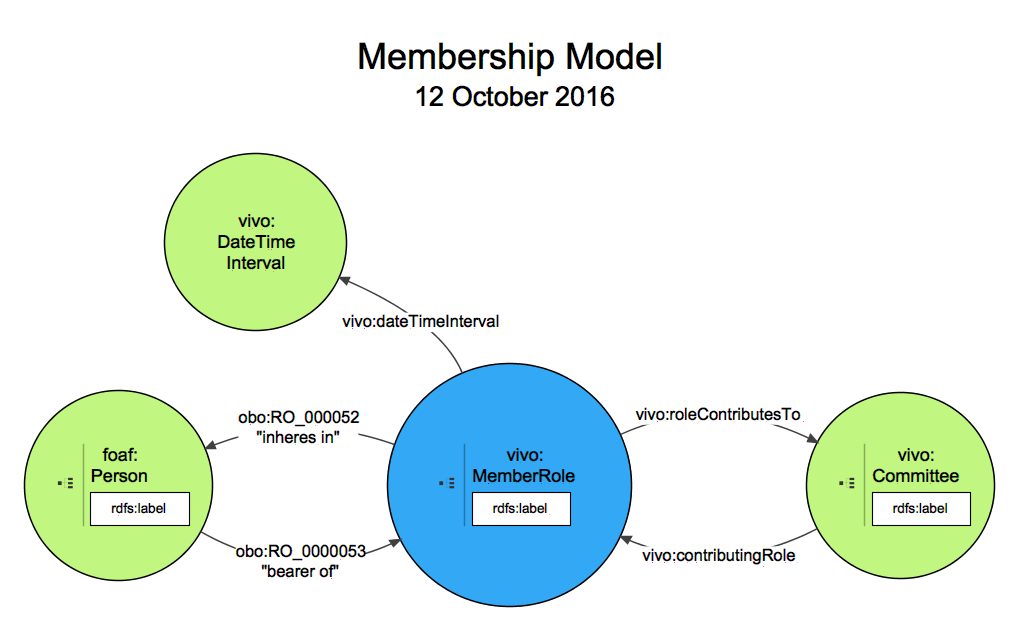 Membership Model
12 October 2016
vivo:
DateTime
Interval
vivo:dateTimeInterval
obo:RO_000052
"inheres in"
vivo:roleContributesTo
foaf:
Person
rdfs:label
vivo:
MemberRole
rdfs:label
vivo:
Committee
rdfs:label
obo:RO_0000053
"bearer of"
vivo:contributingRole